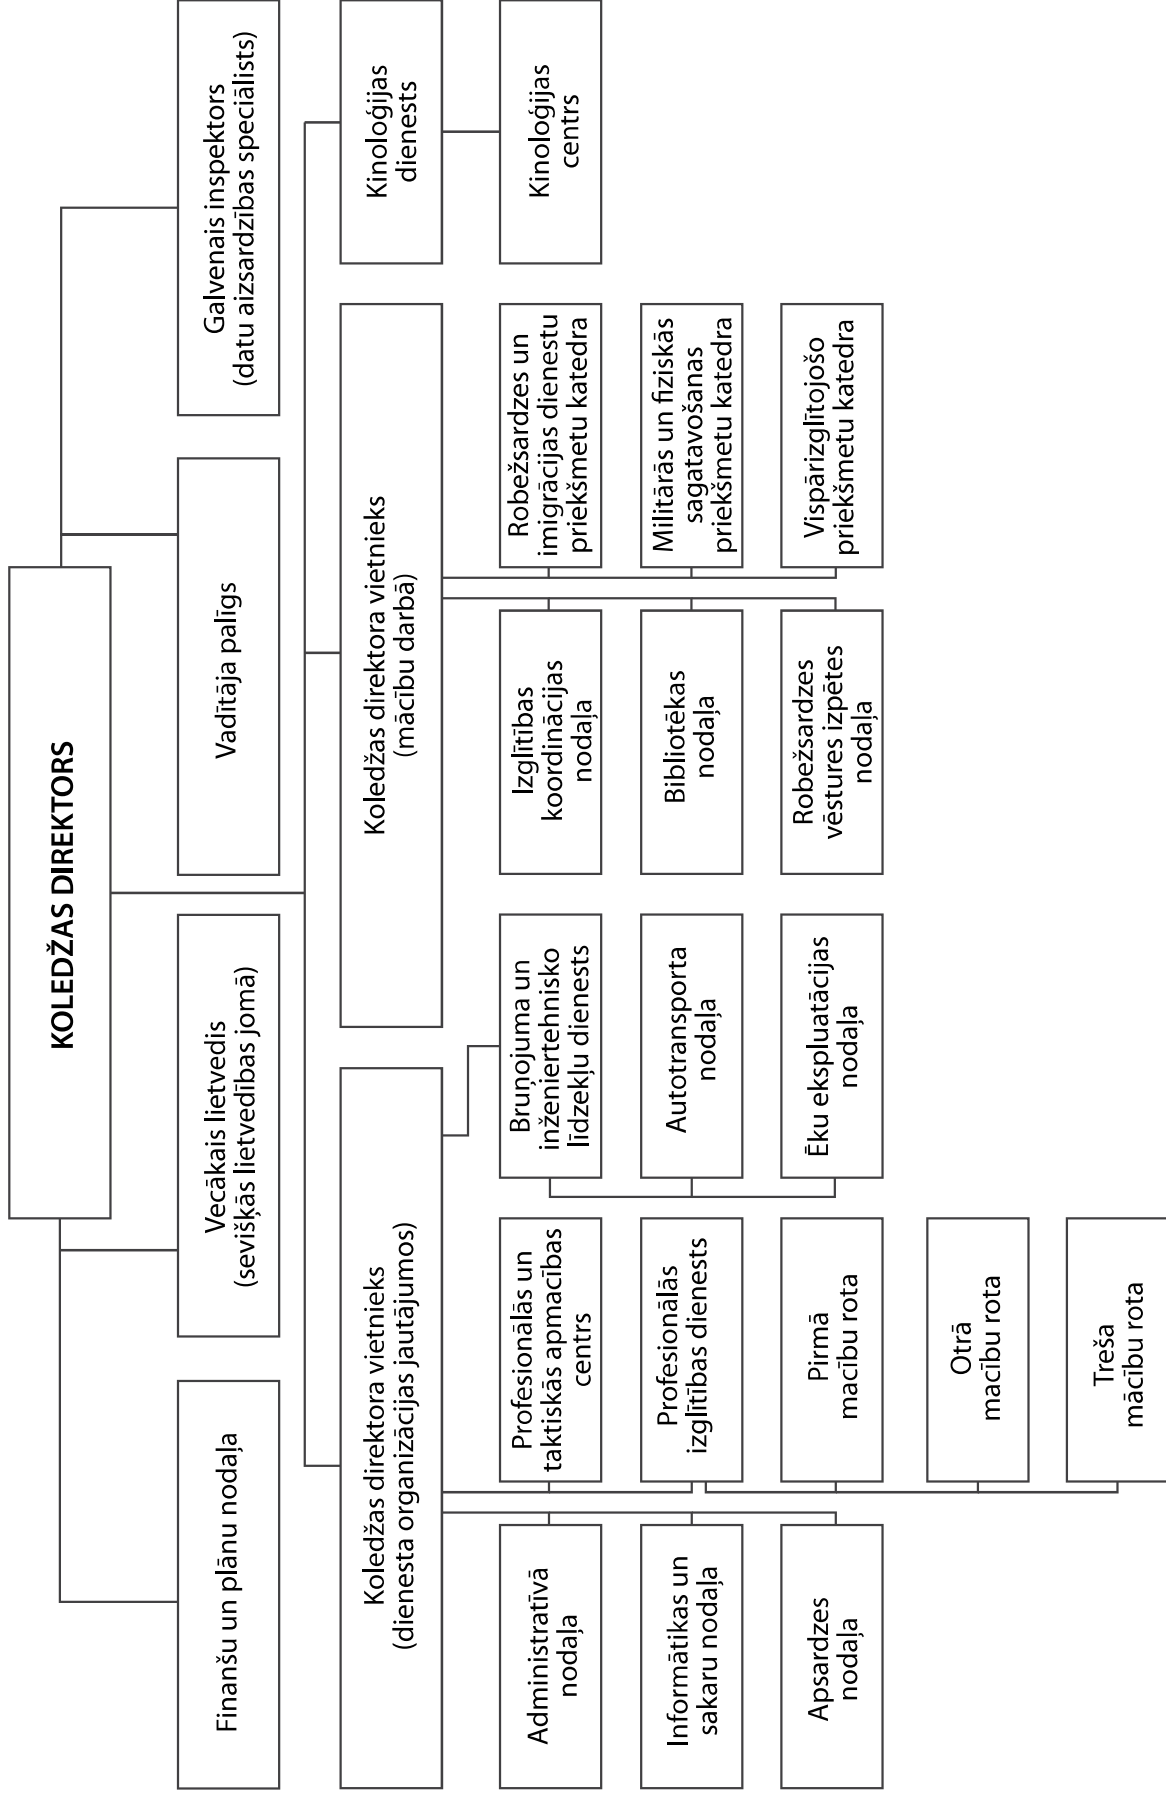 KOLEDŽAS DIREKTORS
Finanšu un plānu nodaļa
Vecākais lietvedis
(sevišķās lietvedības jomā)
Vadītāja palīgs
Galvenais inspektors
(datu aizsardzības speciālists)
Koledžas direktora vietnieks
(dienesta organizācijas jautājumos)
Koledžas direktora vietnieks
(mācību darbā)
Kinoloģijas
dienests
Administratīvā
nodaļa
Profesionālās un
taktiskās apmacības
centrs
Bruņojuma un
inženiertehnisko
līdzekļu dienests
Izglītības
koordinācijas
nodaļa
Robežsardzes un
imigrācijas dienestu
priekšmetu katedra
Kinoloģijas
centrs
Informātikas un
sakaru nodaļa
Profesionālās
izglītības dienests
Autotransporta
nodaļa
Bibliotēkas
nodaļa
Militārās un fiziskās
sagatavošanas
priekšmetu katedra
Apsardzes
nodaļa
Pirmā
macību rota
Ēku ekspluatācijas
nodaļa
Robežsardzes
vēstures izpētes
nodaļa
Vispārizglītojošo
priekšmetu katedra
Otrā
macību rota
Treša
mācību rota